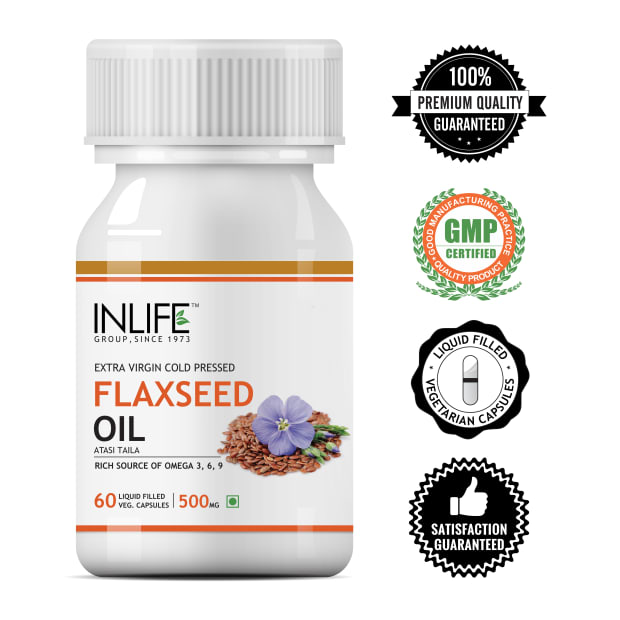 INLIFE™
GROUP, SINCE 1973
EXTRA VIRGIN COLD PRESSED
FLAXSEED
OIL
ATASI TAILA
RICH SOURCE OF OMEGA 3, 6, 9
60 LIQUID FILLED
VEG. CAPSULES
500MG
100%
PREMIUM QUALITY
GUARANTEED
GOOD MANUFACTURING PRACTICE
GMP
CERTIFIED
QUALITY PRODUCT
LIQUID FILLED
VEGETARIAN CAPSULES
SATISFACTION
GUARANTEED